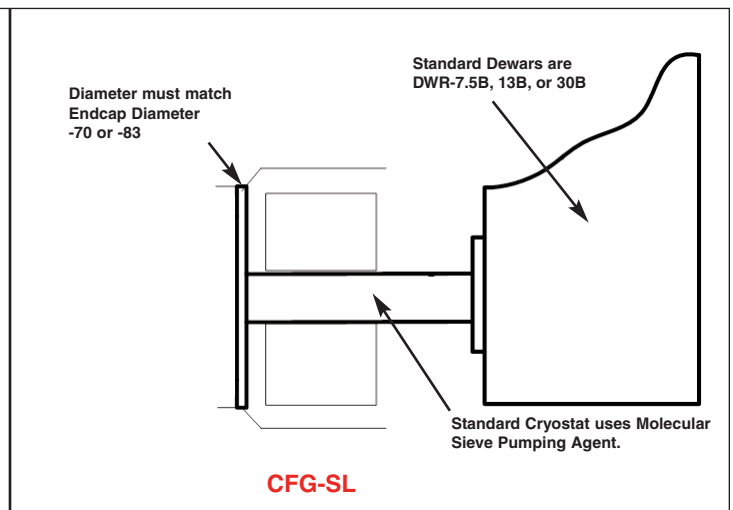 Standard Dewars are
DWR-7.5B, 13B, or 30B
Diameter must match
Endcap Diameter
-70 or -83
Standard Cryostat uses Molecular
Sieve Pumping Agent.
CFG-SL